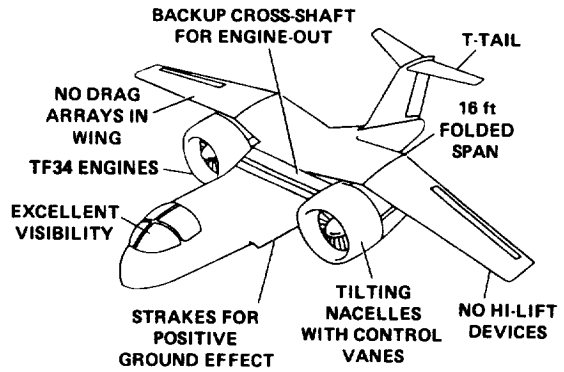 BACKUP CROSS-SHAFT
FOR ENGINE-OUT
T-TAIL
NO DRAG
ARRAYS IN
WING
16 ft
FOLDED
SPAN
TF34 ENGINES
EXCELLENT
VISIBILITY
STRAKES FOR
POSITIVE
GROUND EFFECT
TILTING
NACELLES
WITH CONTROL
VANES
NO HI-LIFT
DEVICES